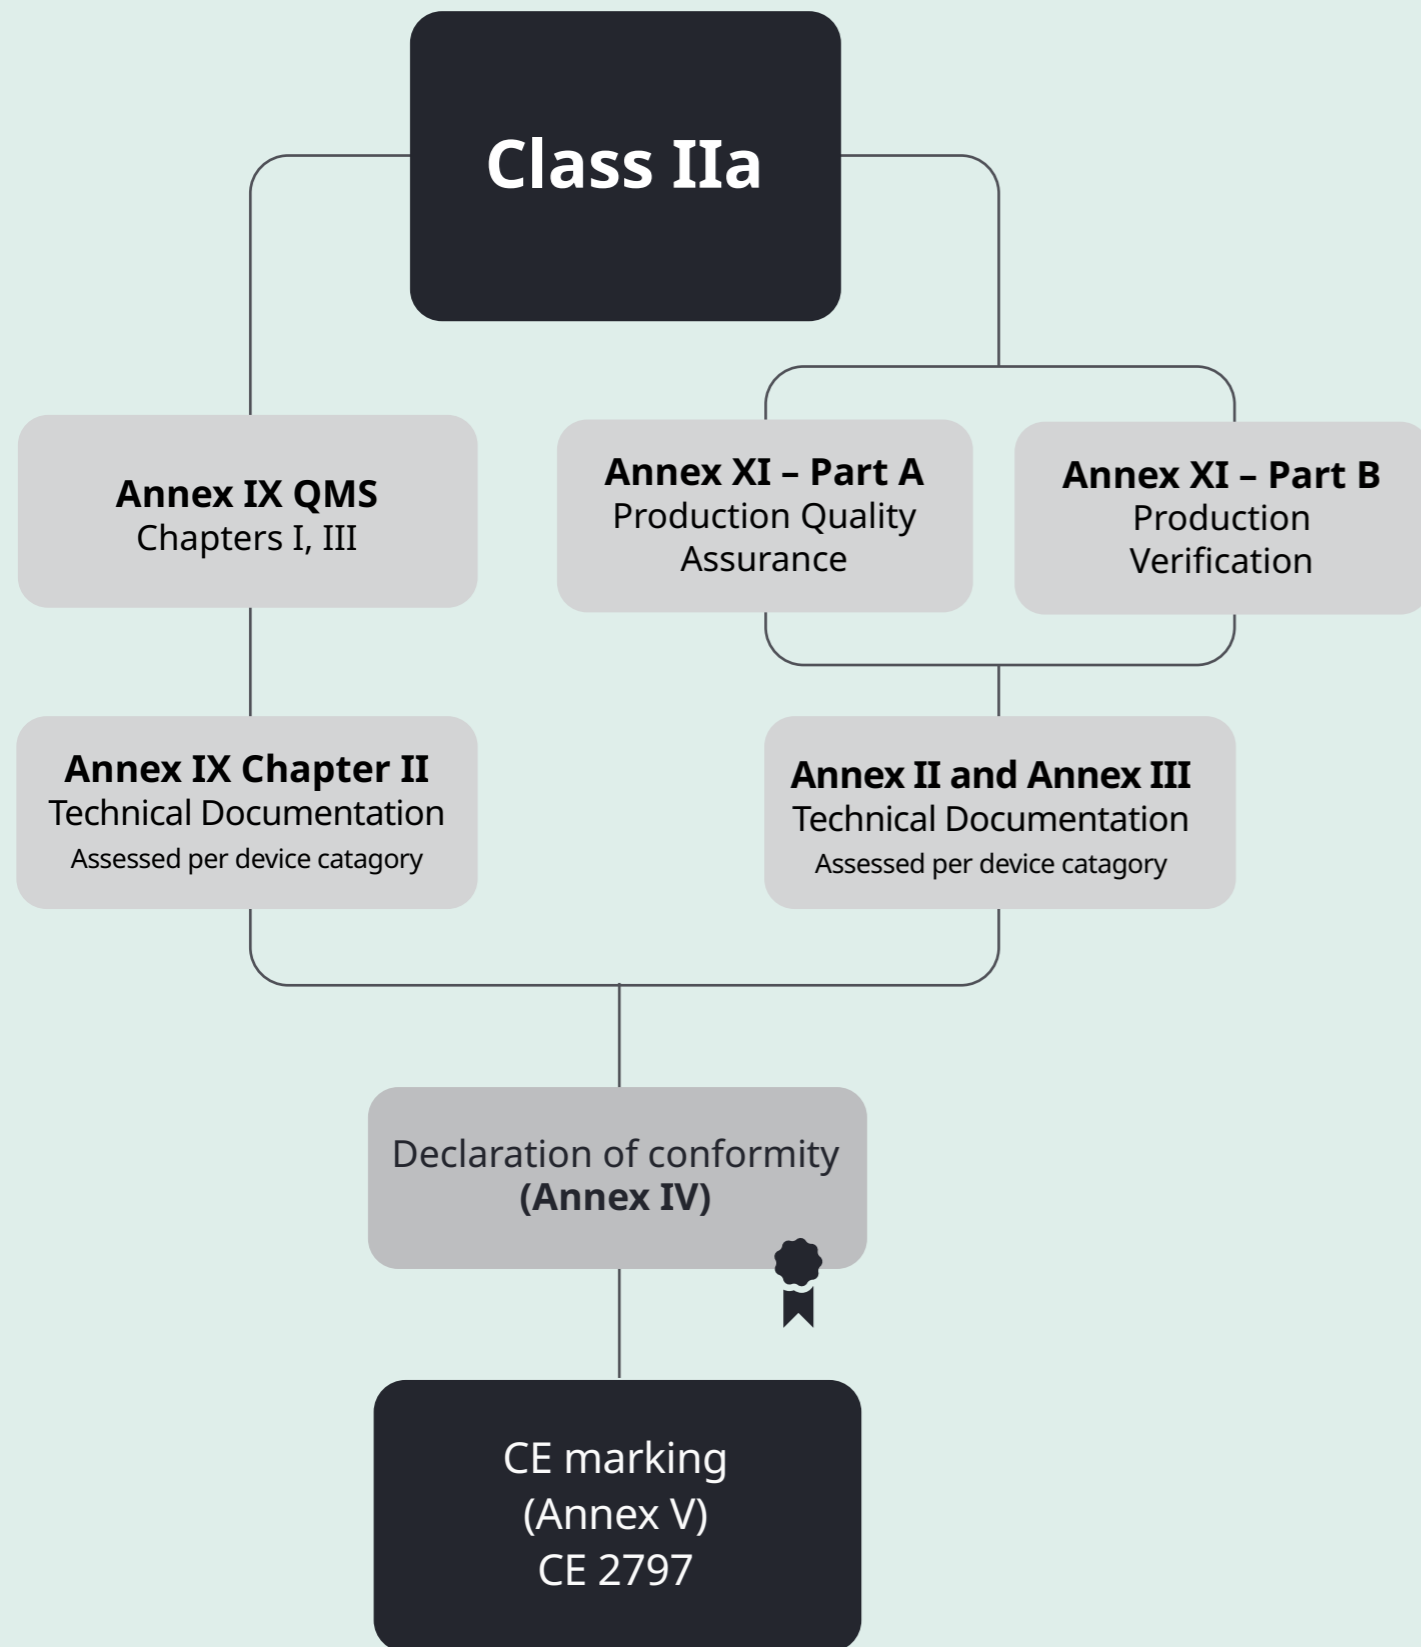 Class IIa
Annex IX QMS
Chapters I, III
Annex XI – Part A
Production Quality
Assurance
Annex XI – Part B
Production
Verification
Annex IX Chapter II
Technical Documentation
Assessed per device catagory
Annex II and Annex III
Technical Documentation
Assessed per device catagory
Declaration of conformity
(Annex IV)
CE marking
(Annex V)
CE 2797